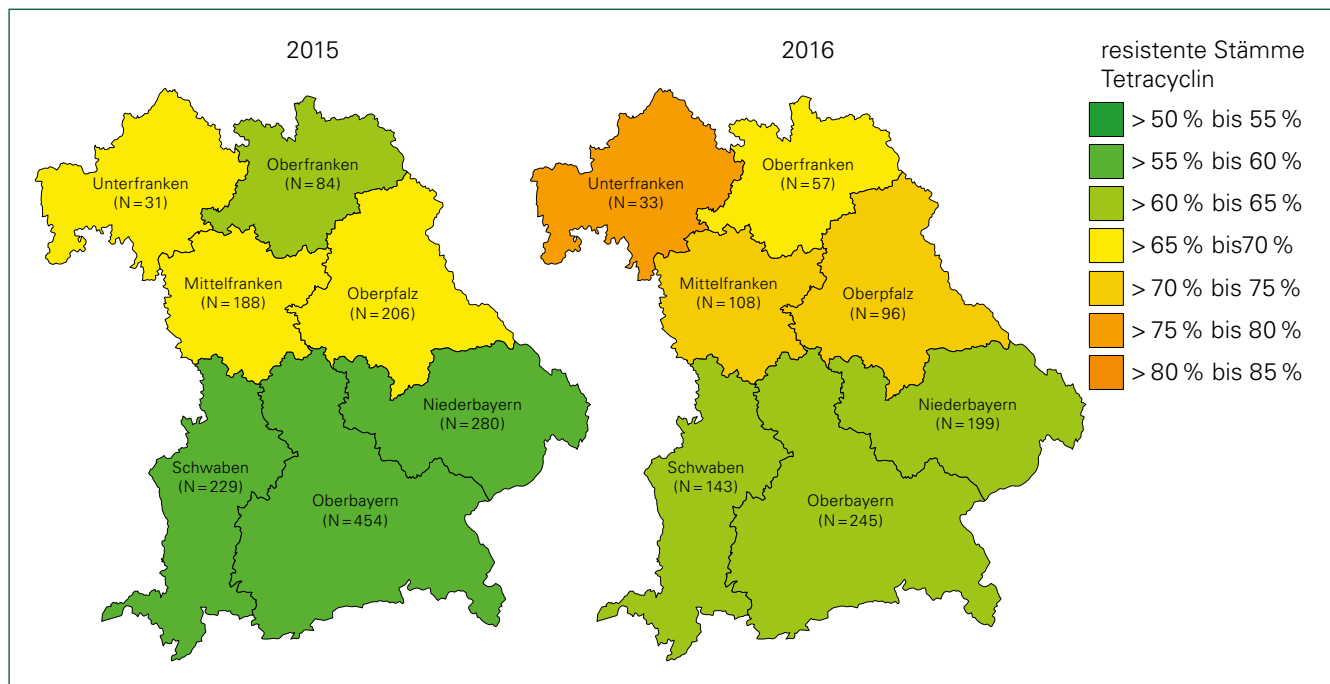 2015
Unterfranken
(N = 31)
Oberfranken
(N = 84)
Mittelfranken
(N = 188)
Oberpfalz
(N = 206)
Niederbayern
(N = 280)
Schwaben
(N = 229)
Oberbayern
(N = 454)
2016
Unterfranken
(N = 33)
Oberfranken
(N = 57)
Mittelfranken
(N = 108)
Oberpfalz
(N = 96)
Niederbayern
(N = 199)
Schwaben
(N = 143)
Oberbayern
(N = 245)
resistente Stämme
Tetracyclin
> 50 % bis 55 %
> 55 % bis 60 %
> 60 % bis 65 %
> 65 % bis70 %
> 70 % bis 75 %
> 75 % bis 80 %
> 80 % bis 85 %